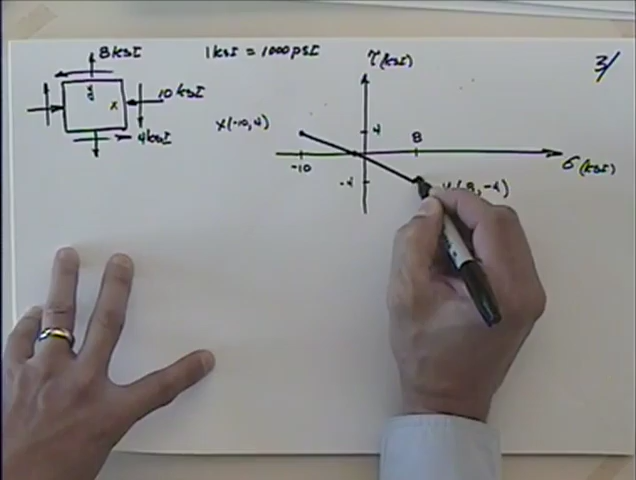 8 KSI
1 KSI = 1000 PSI
τ (KSI)
3/
y
x
10 KSI
4 KSI
x(-10, 4)
4
8
-10
-4
y(8, -4)
σ (KSI)